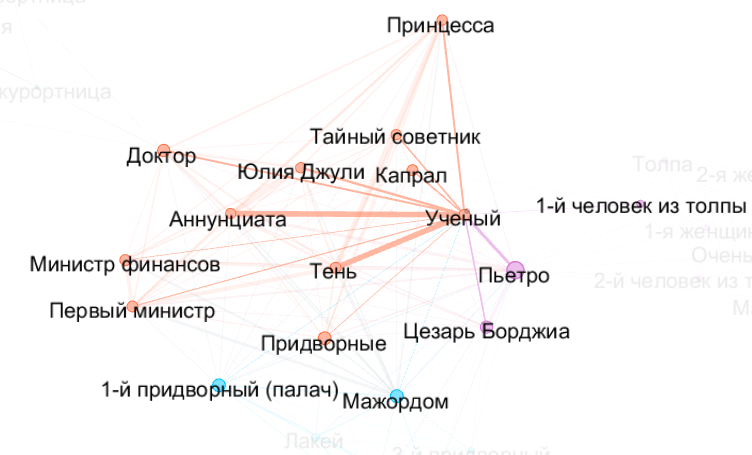 Принцесса
курортница
Тайный советник
Доктор
Юлия Джули
Капрал
Толпа
2-я же
Аннунциата
Ученый
1-й человек из толпы
1-я женщин
Министр финансов
Тень
Пьетро
Очень
2-й человек из т
Первый министр
Цезарь Борджиа
Придворные
1-й придворный (палач)
Мажордом
Лакей
3-й придворный